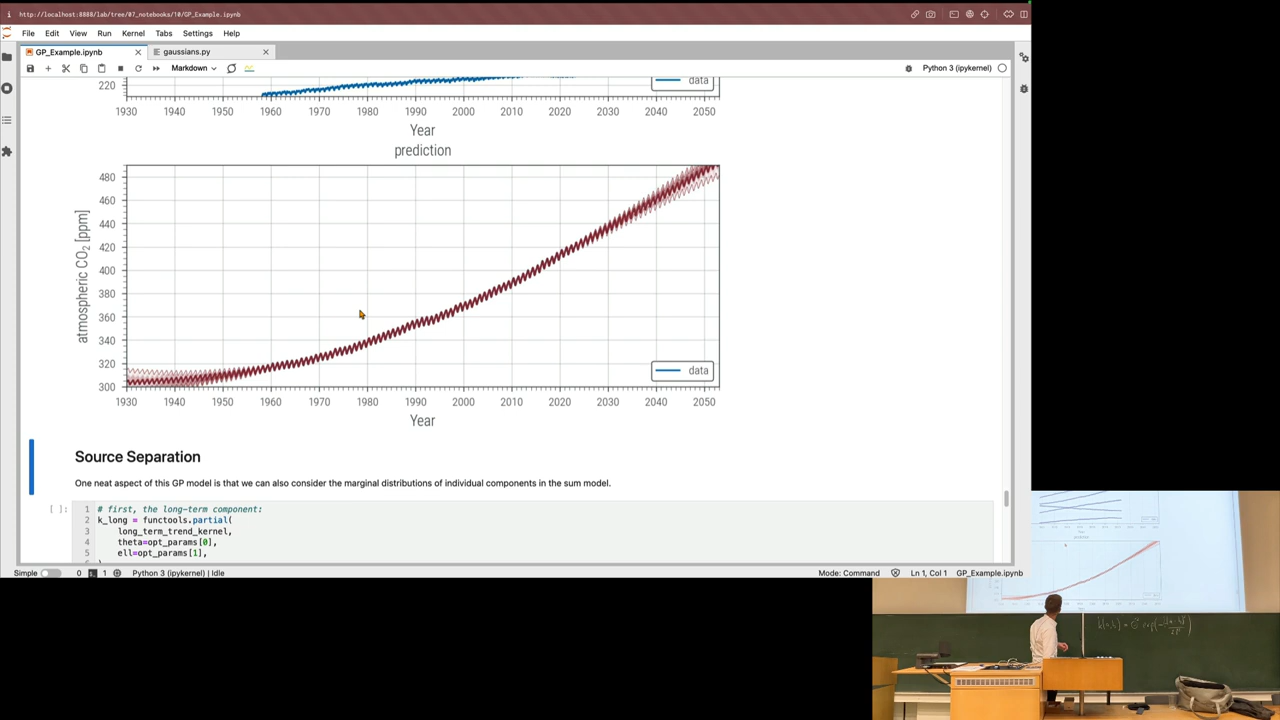 http://localhost:8888/lab/tree/07_notebooks/10/GP_Example.ipynb
File Edit View Run Kernel Tabs Settings Help
GP_Example.ipynb × gaussians.py ×
Markdown Python 3 (ipykernel)
220
data
1930 1940 1950 1960 1970 1980 1990 2000 2010 2020 2030 2040 2050
Year
prediction
480
460
440
420
400
380
360
340
320
300
atmospheric CO₂ [ppm]
data
1930 1940 1950 1960 1970 1980 1990 2000 2010 2020 2030 2040 2050
Year
Source Separation
One neat aspect of this GP model is that we can also consider the marginal distributions of individual components in the sum model.
[ ]:
1 # first, the long-term component:
2 k_long = functools.partial(
3 long_term_trend_kernel,
4 theta=opt_params[0],
5 ell=opt_params[1],
Simple 0 1 Python 3 (ipykernel) | Idle Mode: Command Ln 1, Col 1 GP_Example.ipynb